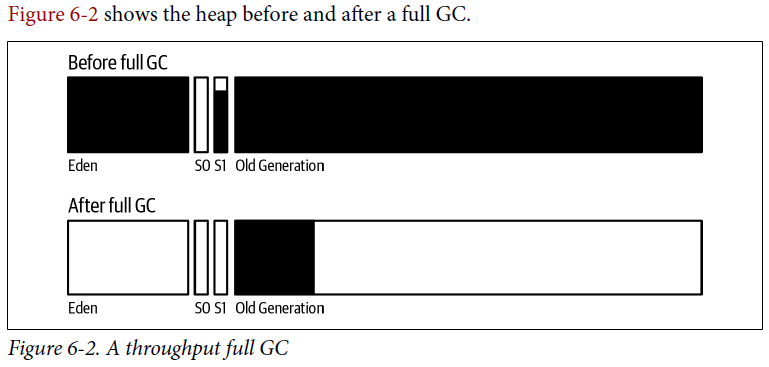 Figure 6-2 shows the heap before and after a full GC.
Before full GC
Eden S0 S1 Old Generation
After full GC
Eden S0 S1 Old Generation
Figure 6-2. A throughput full GC